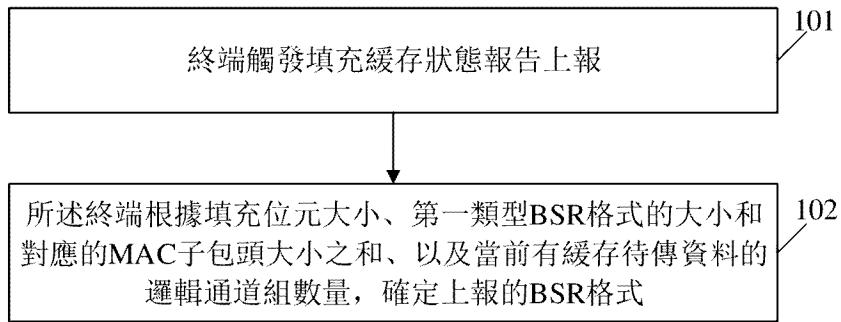 101
終端觸發填充緩存狀態報告上報
102
所述終端根據填充位元大小、第一類型BSR格式的大小和
對應的MAC子包頭大小之和、以及當前有緩存待傳資料的
邏輯通道組數量，確定上報的BSR格式